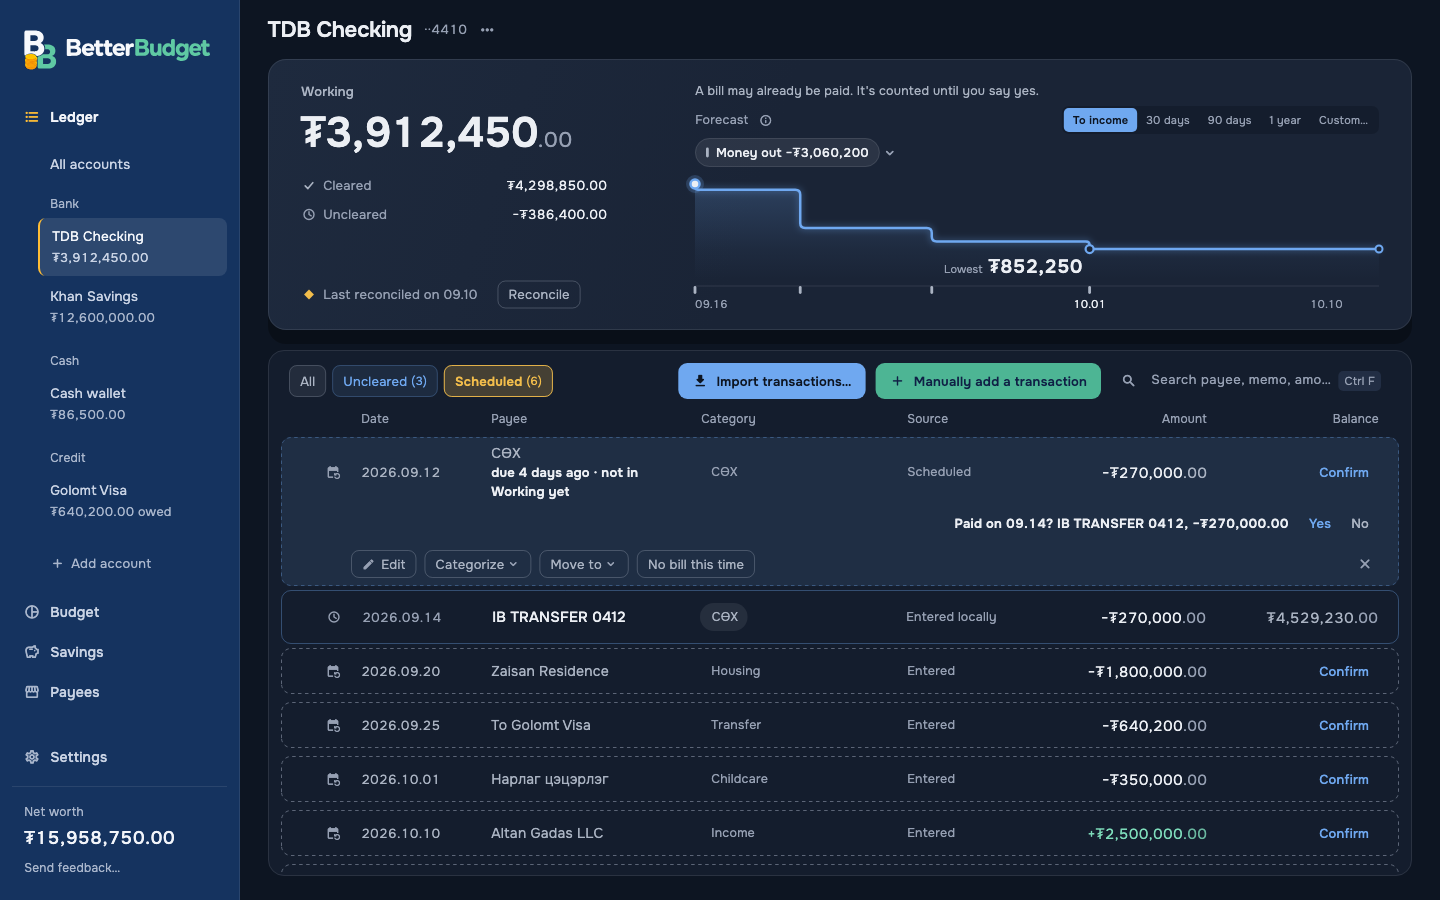 BetterBudget
Ledger
All accounts
Bank
TDB Checking
₮3,912,450.00
Khan Savings
₮12,600,000.00
Cash
Cash wallet
₮86,500.00
Credit
Golomt Visa
₮640,200.00 owed
+ Add account
Budget
Savings
Payees
Settings
Net worth
₮15,958,750.00
Send feedback...
TDB Checking ··4410 ···
Working
₮3,912,450.00
Cleared ₮4,298,850.00
Uncleared −₮386,400.00
Last reconciled on 09.10 Reconcile
A bill may already be paid. It's counted until you say yes.
Forecast
To income 30 days 90 days 1 year Custom...
Money out −₮3,060,200
Lowest ₮852,250
09.16 10.01 10.10
All Uncleared (3) Scheduled (6) Import transactions... + Manually add a transaction Search payee, memo, amo... Ctrl F
Date Payee Category Source Amount Balance
СӨХ
2026.09.12 due 4 days ago · not in СӨХ Scheduled −₮270,000.00 Confirm
Working yet
Paid on 09.14? IB TRANSFER 0412, −₮270,000.00 Yes No
Edit Categorize Move to No bill this time
2026.09.14 IB TRANSFER 0412 СӨХ Entered locally −₮270,000.00 ₮4,529,230.00
2026.09.20 Zaisan Residence Housing Entered −₮1,800,000.00 Confirm
2026.09.25 To Golomt Visa Transfer Entered −₮640,200.00 Confirm
2026.10.01 Нарлаг цэцэрлэг Childcare Entered −₮350,000.00 Confirm
2026.10.10 Altan Gadas LLC Income Entered +₮2,500,000.00 Confirm